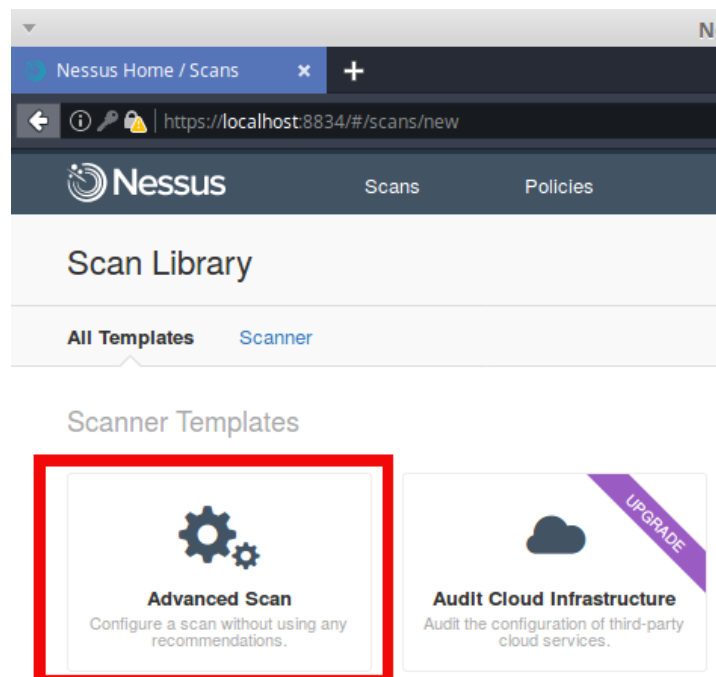 N
Nessus Home / Scans × +
https://localhost:8834/#/scans/new
Nessus Scans Policies
Scan Library
All Templates Scanner
Scanner Templates
UPGRADE
Advanced Scan
Configure a scan without using any
recommendations.
Audit Cloud Infrastructure
Audit the configuration of third-party
cloud services.